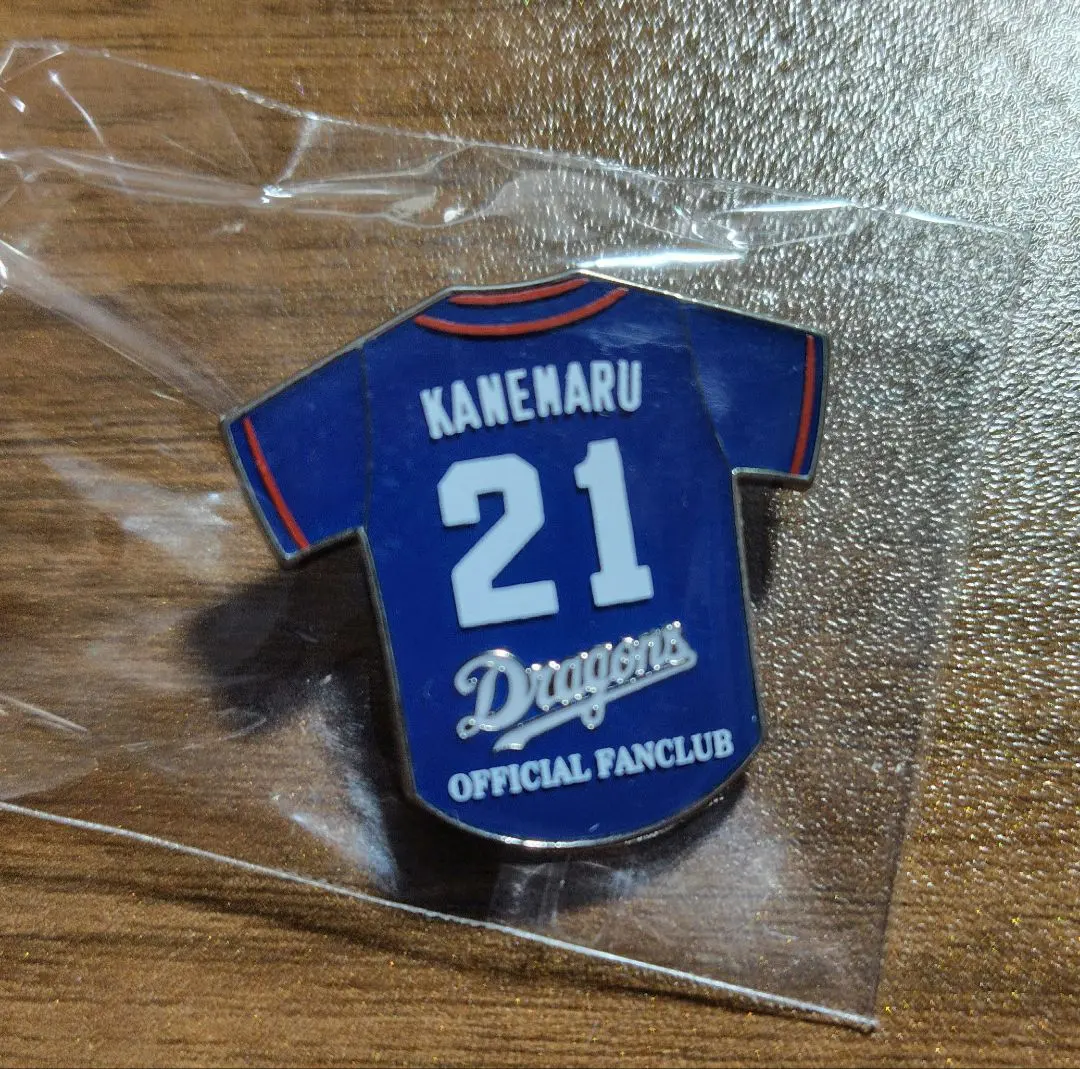 KANEMARU
21
Dragons
OFFICIAL FANCLUB